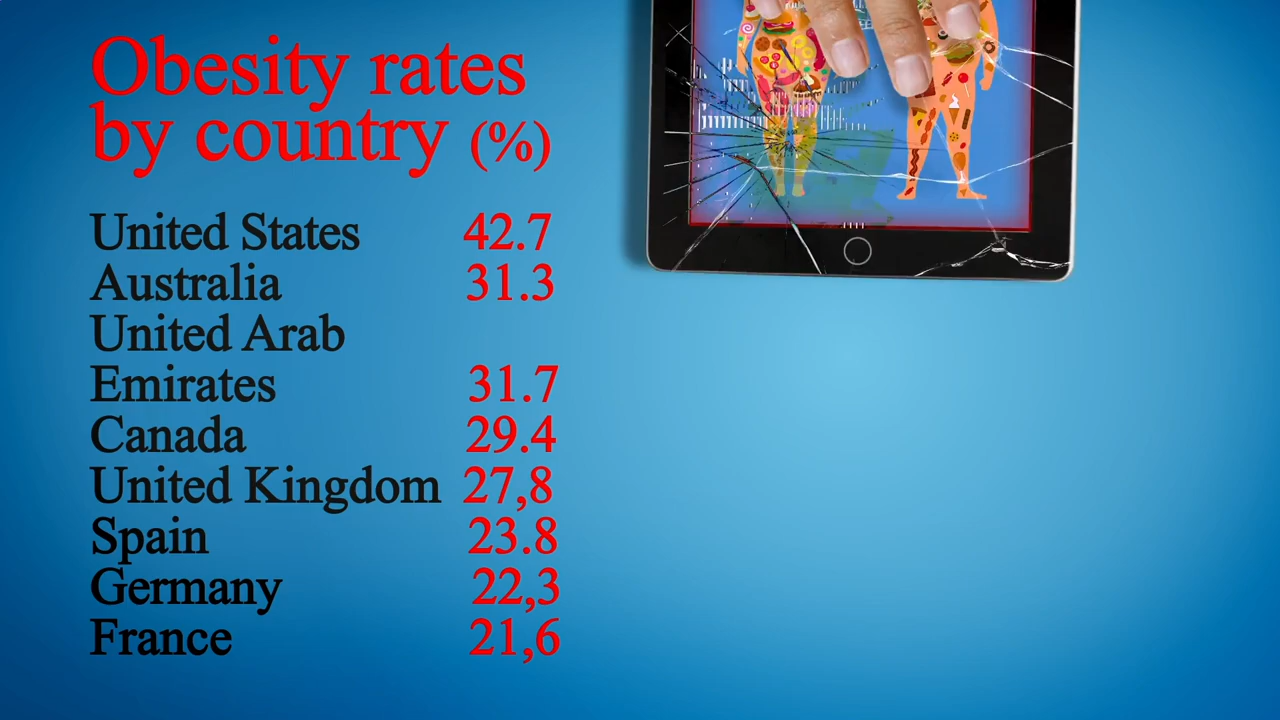 Obesity rates
by country (%)
United States 42.7
Australia 31.3
United Arab
Emirates 31.7
Canada 29.4
United Kingdom 27,8
Spain 23.8
Germany 22,3
France 21,6